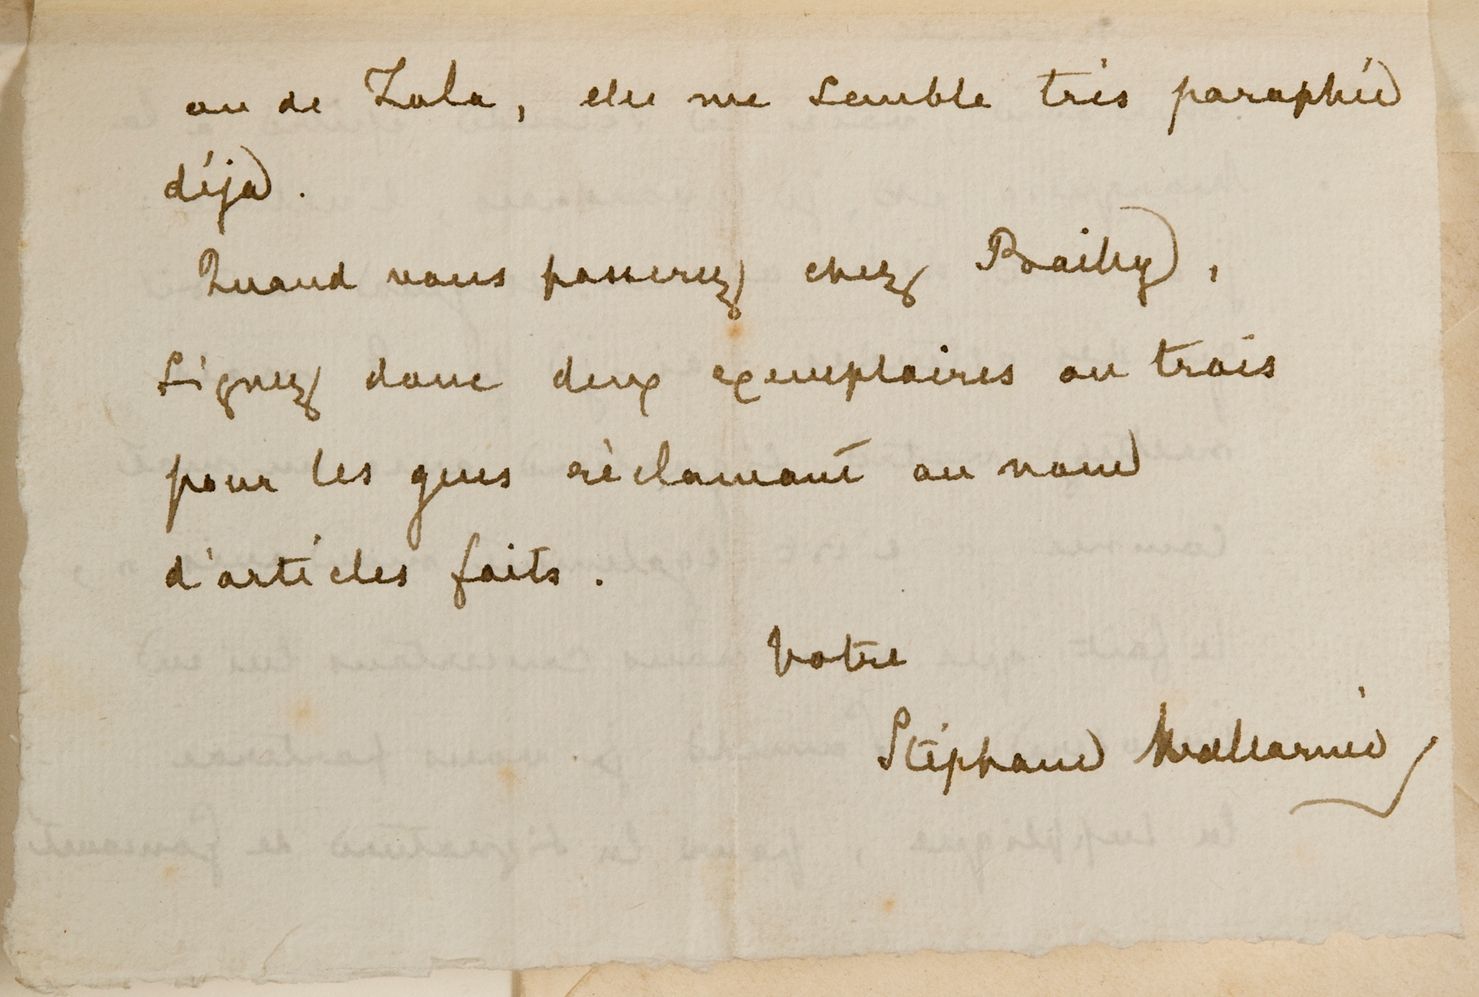 ou de Zola, elle me semble très paraphée
déjà.
Quand vous passerez chez Bailly,
signez donc deux exemplaires ou trois
pour les gens réclamant au nom
d'articles faits.
Votre
Stéphane Mallarmé